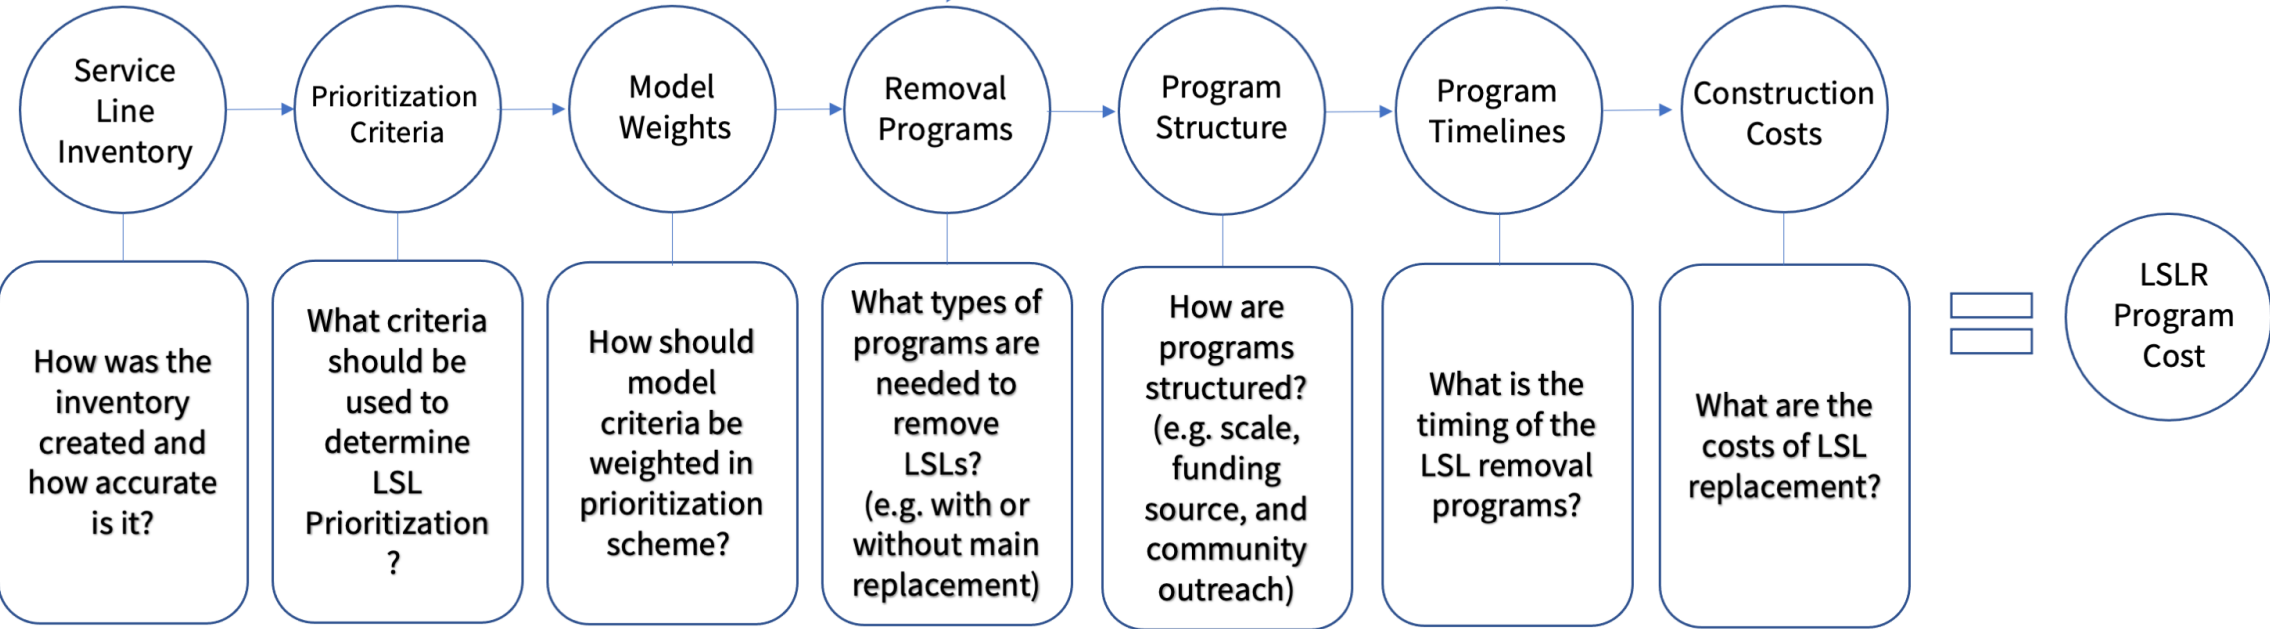 Service
Line
Inventory
Prioritization
Criteria
Model
Weights
Removal
Programs
Program
Structure
Program
Timelines
Construction
Costs
How was the
inventory
created and
how accurate
is it?
What criteria
should be
used to
determine
LSL
Prioritization
?
How should
model
criteria be
weighted in
prioritization
scheme?
What types of
programs are
needed to
remove
LSLs?
(e.g. with or
without main
replacement)
How are
programs
structured?
(e.g. scale,
funding
source, and
community
outreach)
What is the
timing of the
LSL removal
programs?
What are the
costs of LSL
replacement?
LSLR
Program
Cost